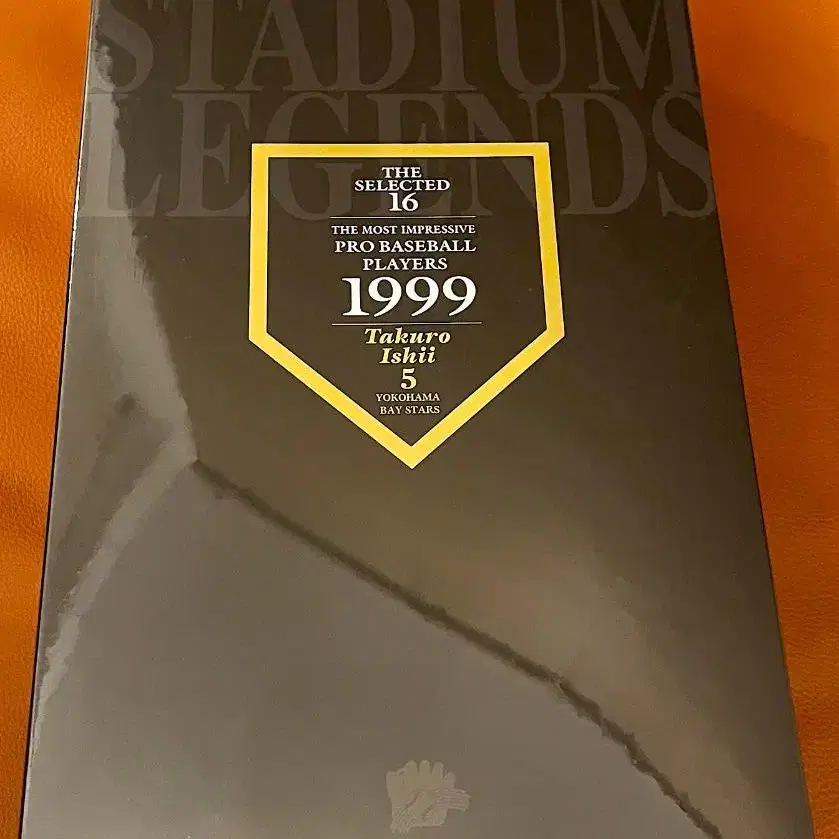 STADIUM
LEGENDS
THE
SELECTED
16
THE MOST IMPRESSIVE
PRO BASEBALL
PLAYERS
1999
Takuro
Ishii
5
YOKOHAMA
BAY STARS